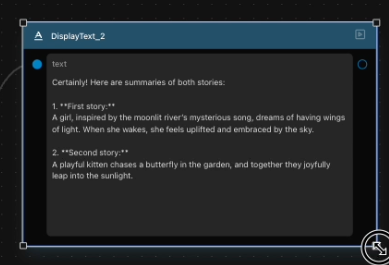 A DisplayText_2
text
Certainly! Here are summaries of both stories:
1. **First story:**
A girl, inspired by the moonlit river's mysterious song, dreams of having wings
of light. When she wakes, she feels uplifted and embraced by the sky.
2. **Second story:**
A playful kitten chases a butterfly in the garden, and together they joyfully
leap into the sunlight.